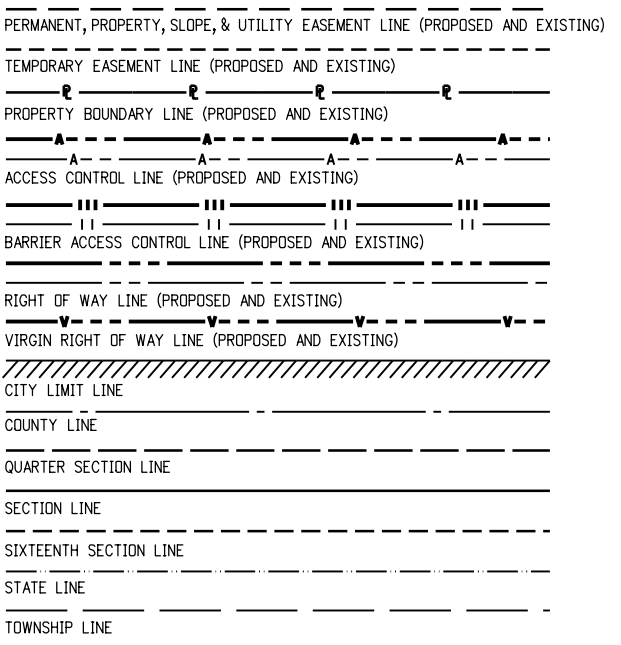 PERMANENT, PROPERTY, SLOPE, & UTILITY EASEMENT LINE (PROPOSED AND EXISTING)
TEMPORARY EASEMENT LINE (PROPOSED AND EXISTING)
℄ ℄ ℄ ℄
PROPERTY BOUNDARY LINE (PROPOSED AND EXISTING)
A A A A
A A A A
ACCESS CONTROL LINE (PROPOSED AND EXISTING)
BARRIER ACCESS CONTROL LINE (PROPOSED AND EXISTING)
RIGHT OF WAY LINE (PROPOSED AND EXISTING)
V V V V
VIRGIN RIGHT OF WAY LINE (PROPOSED AND EXISTING)
CITY LIMIT LINE
COUNTY LINE
QUARTER SECTION LINE
SECTION LINE
SIXTEENTH SECTION LINE
STATE LINE
TOWNSHIP LINE